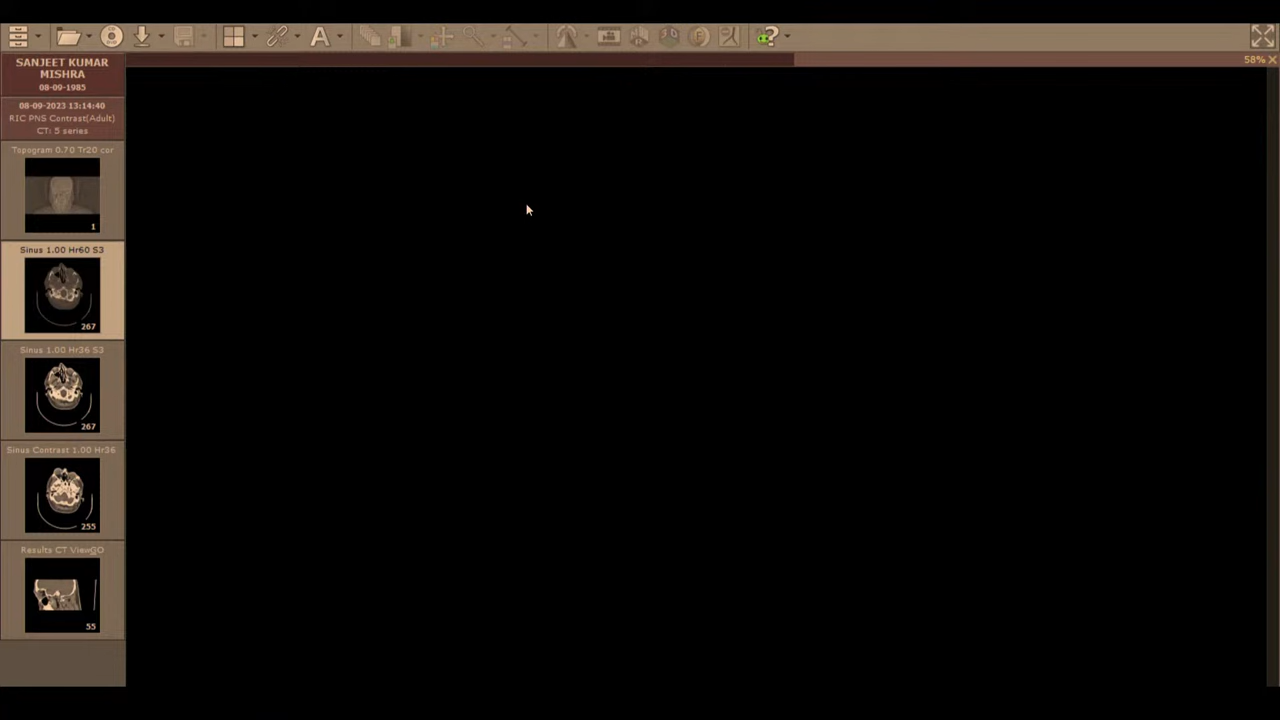 58%
SANJEET KUMAR
MISHRA
08-09-1985
08-09-2023 13:14:40
RIC PNS Contrast(Adult)
CT: 5 series
Topogram 0.70 Tr20 cor
1
Sinus 1.00 Hr60 S3
267
Sinus 1.00 Hr36 S3
267
Sinus Contrast 1.00 Hr36
255
Results CT ViewGO
55